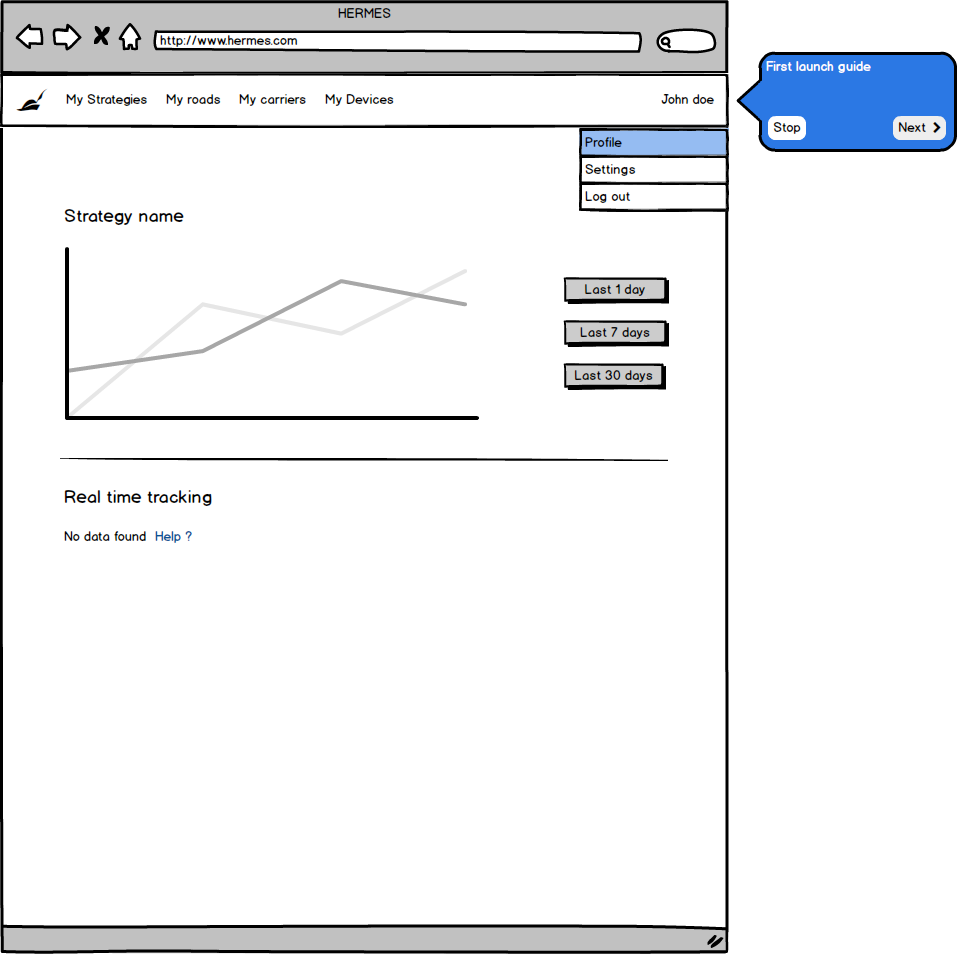 HERMES
http://www.hermes.com
My Strategies My roads My carriers My Devices John doe
First launch guide
Stop Next
Profile
Settings
Log out
Strategy name
Last 1 day
Last 7 days
Last 30 days
Real time tracking
No data found Help ?